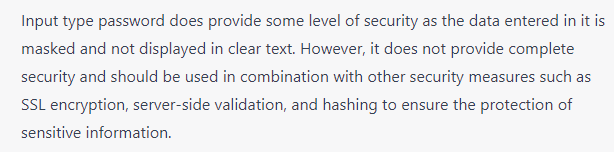 Input type password does provide some level of security as the data entered in it is
masked and not displayed in clear text. However, it does not provide complete
security and should be used in combination with other security measures such as
SSL encryption, server-side validation, and hashing to ensure the protection of
sensitive information.